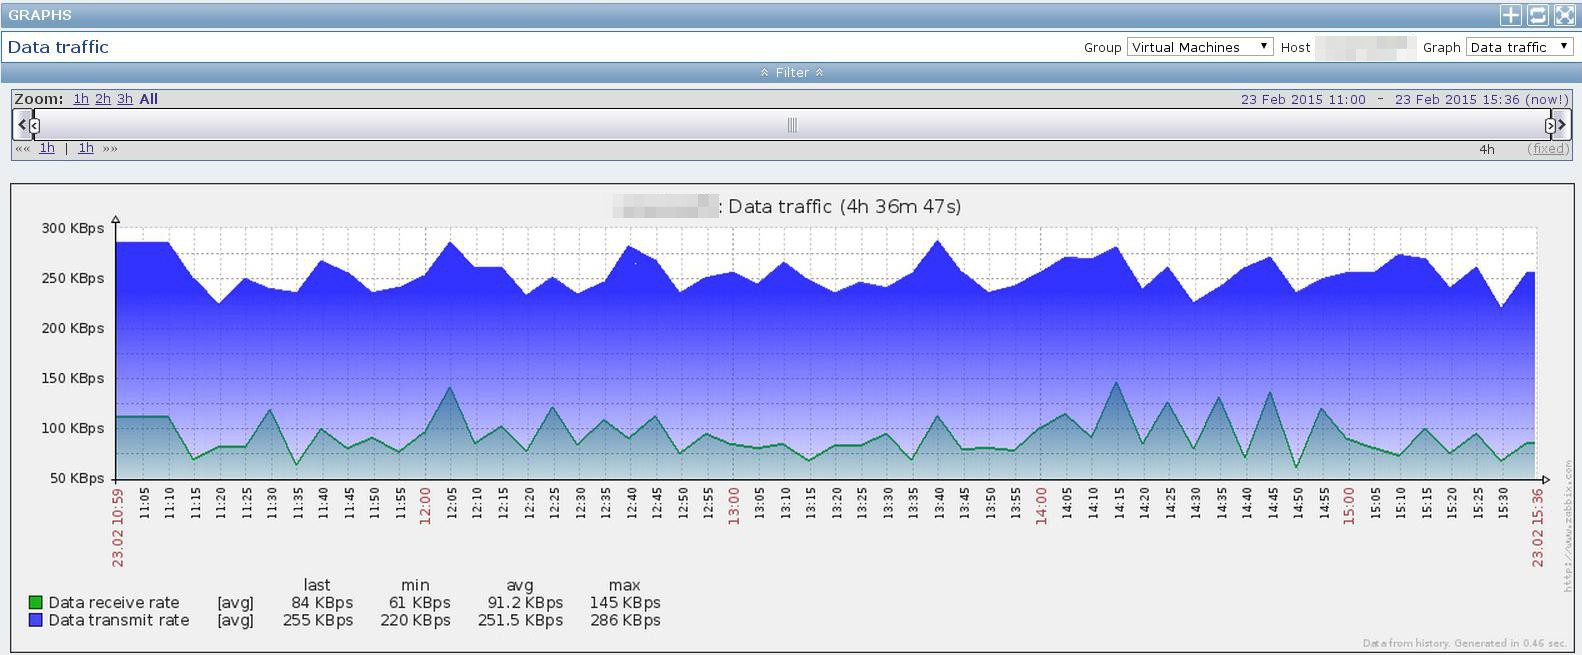 GRAPHS
Data traffic Group Virtual Machines Host Graph Data traffic
Filter
Zoom: 1h 2h 3h All 23 Feb 2015 11:00 - 23 Feb 2015 15:36 (now!)
«« 1h | 1h »» 4h (fixed)
: Data traffic (4h 36m 47s)
300 KBps
250 KBps
200 KBps
150 KBps
100 KBps
50 KBps
23.02 10:59 11:05 11:10 11:15 11:20 11:25 11:30 11:35 11:40 11:45 11:50 11:55 12:00 12:05 12:10 12:15 12:20 12:25 12:30 12:35 12:40 12:45 12:50 12:55 13:00 13:05 13:10 13:15 13:20 13:25 13:30 13:35 13:40 13:45 13:50 13:55 14:00 14:05 14:10 14:15 14:20 14:25 14:30 14:35 14:40 14:45 14:50 14:55 15:00 15:05 15:10 15:15 15:20 15:25 15:30 23.02 15:36
http://www.zabbix.com
last min avg max
Data receive rate [avg] 84 KBps 61 KBps 91.2 KBps 145 KBps
Data transmit rate [avg] 255 KBps 220 KBps 251.5 KBps 286 KBps
Data from history. Generated in 0.46 sec.